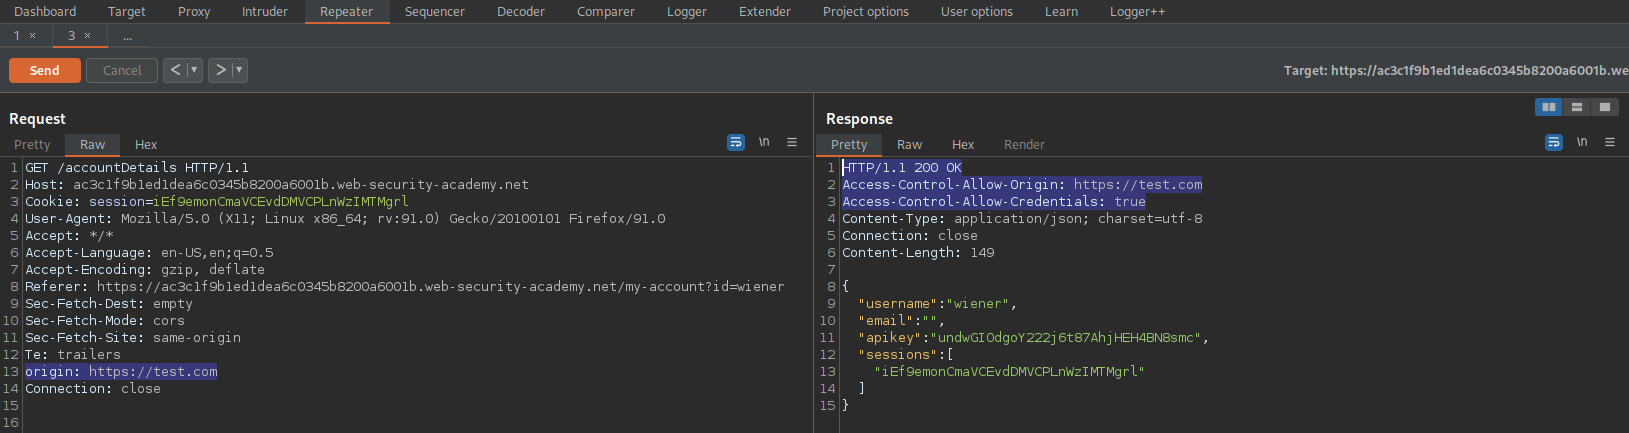 Dashboard Target Proxy Intruder Repeater Sequencer Decoder Comparer Logger Extender Project options User options Learn Logger++
1 × 3 × ...
Send Cancel < ▼ > ▼ Target: https://ac3c1f9b1ed1dea6c0345b8200a6001b.we
Request
Pretty Raw Hex \n
1 GET /accountDetails HTTP/1.1
2 Host: ac3c1f9b1ed1dea6c0345b8200a6001b.web-security-academy.net
3 Cookie: session=iEf9emonCmaVCEvdDMVCPLnWzIMTMgrl
4 User-Agent: Mozilla/5.0 (X11; Linux x86_64; rv:91.0) Gecko/20100101 Firefox/91.0
5 Accept: */*
6 Accept-Language: en-US,en;q=0.5
7 Accept-Encoding: gzip, deflate
8 Referer: https://ac3c1f9b1ed1dea6c0345b8200a6001b.web-security-academy.net/my-account?id=wiener
9 Sec-Fetch-Dest: empty
10 Sec-Fetch-Mode: cors
11 Sec-Fetch-Site: same-origin
12 Te: trailers
13 origin: https://test.com
14 Connection: close
15
16
Response
Pretty Raw Hex Render \n
1 HTTP/1.1 200 OK
2 Access-Control-Allow-Origin: https://test.com
3 Access-Control-Allow-Credentials: true
4 Content-Type: application/json; charset=utf-8
5 Connection: close
6 Content-Length: 149
7
8 {
9 "username":"wiener",
10 "email":"",
11 "apikey":"undwGIOdgoY222j6t87AhjHEH4BN8smc",
12 "sessions":[
13 "iEf9emonCmaVCEvdDMVCPLnWzIMTMgrl"
14 ]
15 }